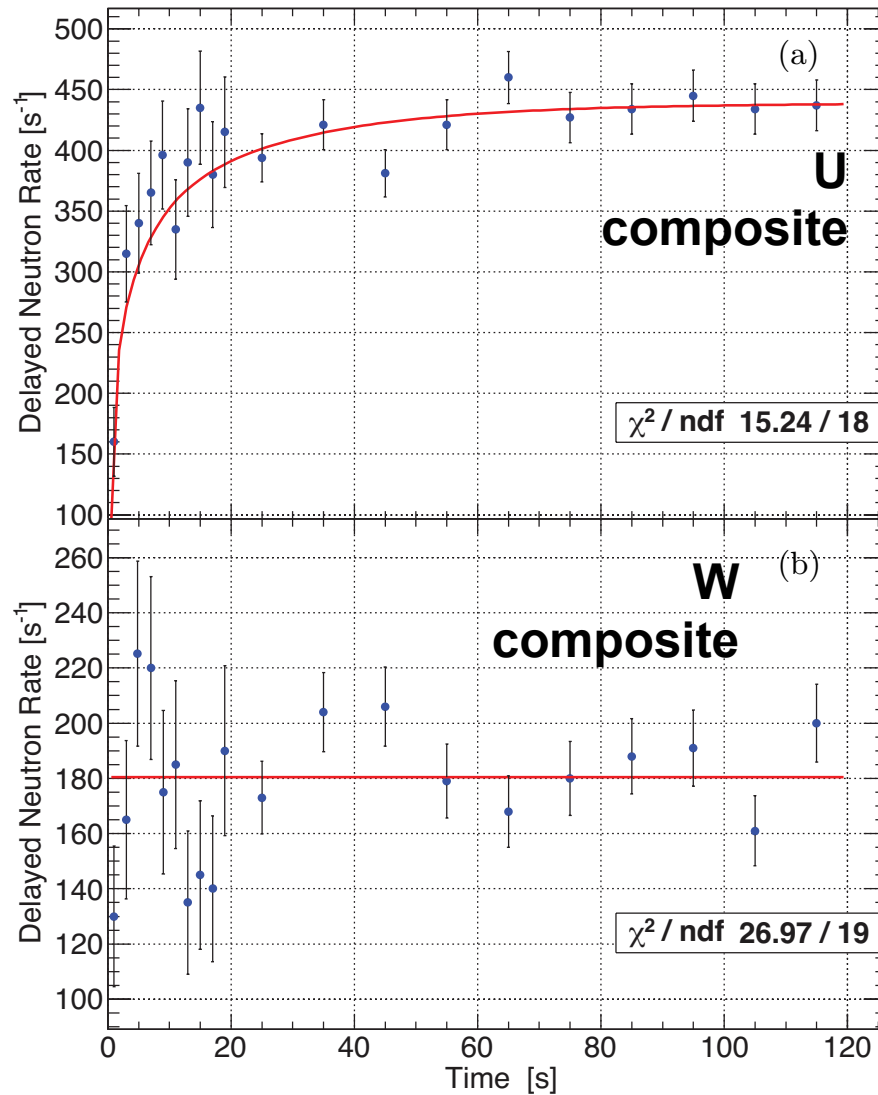 500
450
400
350
300
250
200
150
100
Delayed Neutron Rate [s⁻¹]
(a)
U
composite
χ² / ndf 15.24 / 18
260
240
220
200
180
160
140
120
100
Delayed Neutron Rate [s⁻¹]
(b)
W
composite
χ² / ndf 26.97 / 19
0 20 40 60 80 100 120
Time [s]